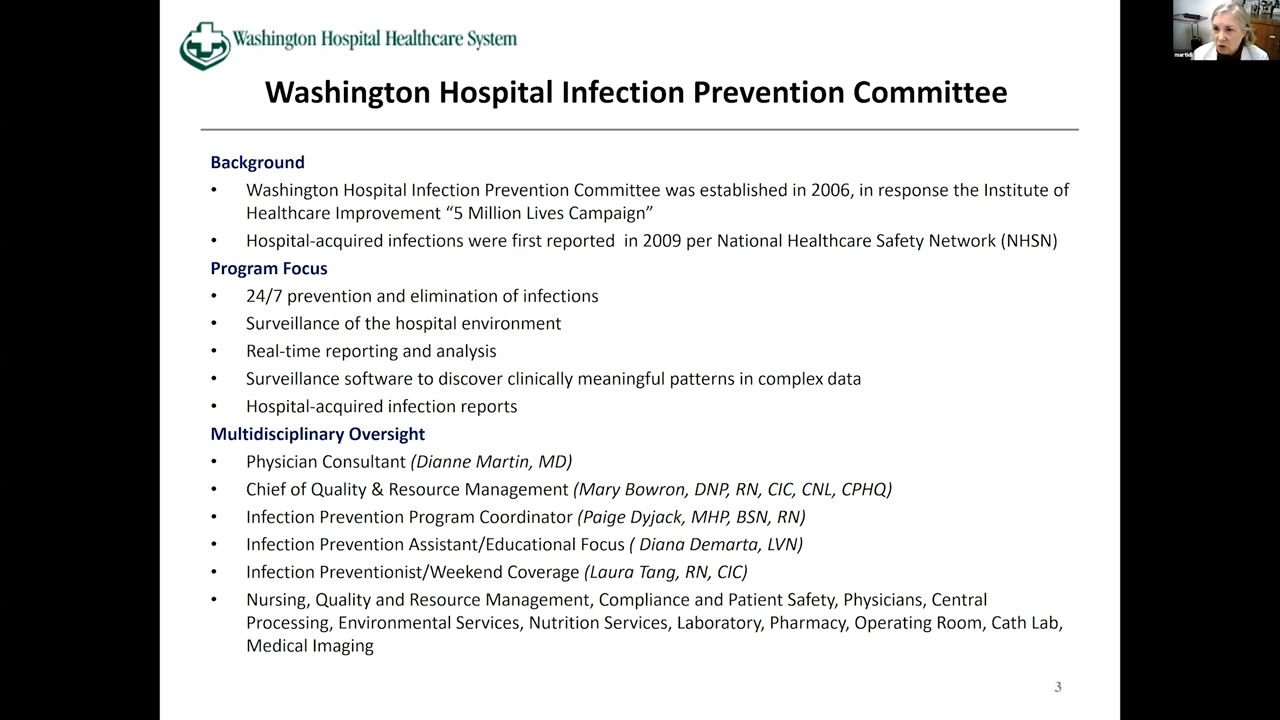 Washington Hospital Healthcare System
Washington Hospital Infection Prevention Committee
Background
• Washington Hospital Infection Prevention Committee was established in 2006, in response the Institute of
Healthcare Improvement “5 Million Lives Campaign”
• Hospital-acquired infections were first reported  in 2009 per National Healthcare Safety Network (NHSN)
Program Focus
• 24/7 prevention and elimination of infections
• Surveillance of the hospital environment
• Real-time reporting and analysis
• Surveillance software to discover clinically meaningful patterns in complex data
• Hospital-acquired infection reports
Multidisciplinary Oversight
• Physician Consultant (Dianne Martin, MD)
• Chief of Quality & Resource Management (Mary Bowron, DNP, RN, CIC, CNL, CPHQ)
• Infection Prevention Program Coordinator (Paige Dyjack, MHP, BSN, RN)
• Infection Prevention Assistant/Educational Focus ( Diana Demarta, LVN)
• Infection Preventionist/Weekend Coverage (Laura Tang, RN, CIC)
• Nursing, Quality and Resource Management, Compliance and Patient Safety, Physicians, Central
Processing, Environmental Services, Nutrition Services, Laboratory, Pharmacy, Operating Room, Cath Lab,
Medical Imaging
3